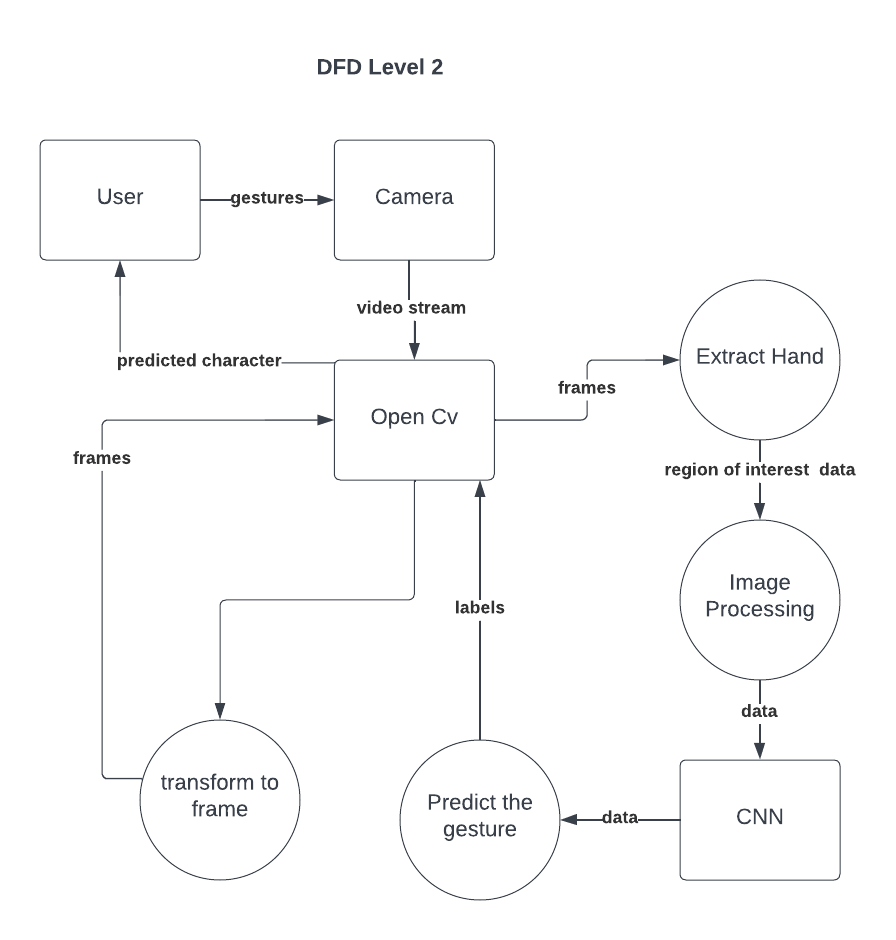 DFD Level 2
User
gestures
Camera
video stream
predicted character
Open Cv
frames
Extract Hand
frames
region of interest  data
Image
Processing
labels
data
transform to
frame
Predict the
gesture
data
CNN